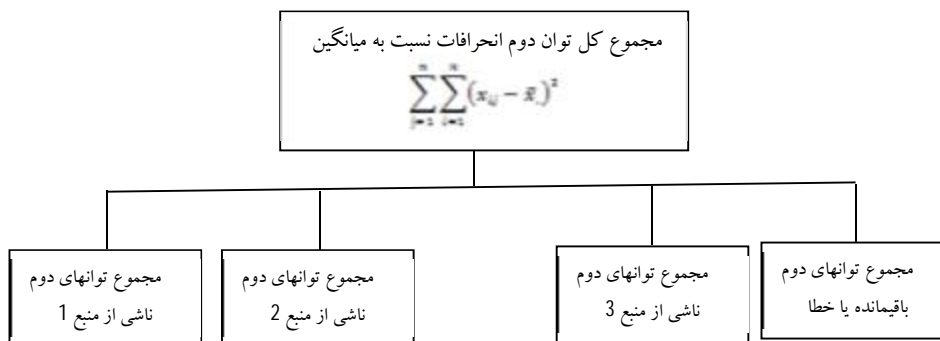 مجموع کل توان دوم انحرافات نسبت به میانگین
مجموع توانهای دوم
باقیمانده یا خطا
مجموع توانهای دوم
ناشی از منبع 3
مجموع توانهای دوم
ناشی از منبع 2
مجموع توانهای دوم
ناشی از منبع 1